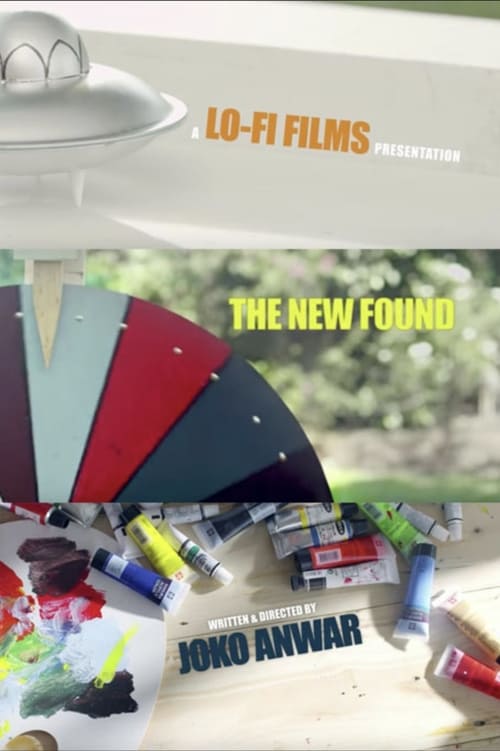 A LO-FI FILMS PRESENTATION
THE NEW FOUND
WRITTEN & DIRECTED BY
JOKO ANWAR